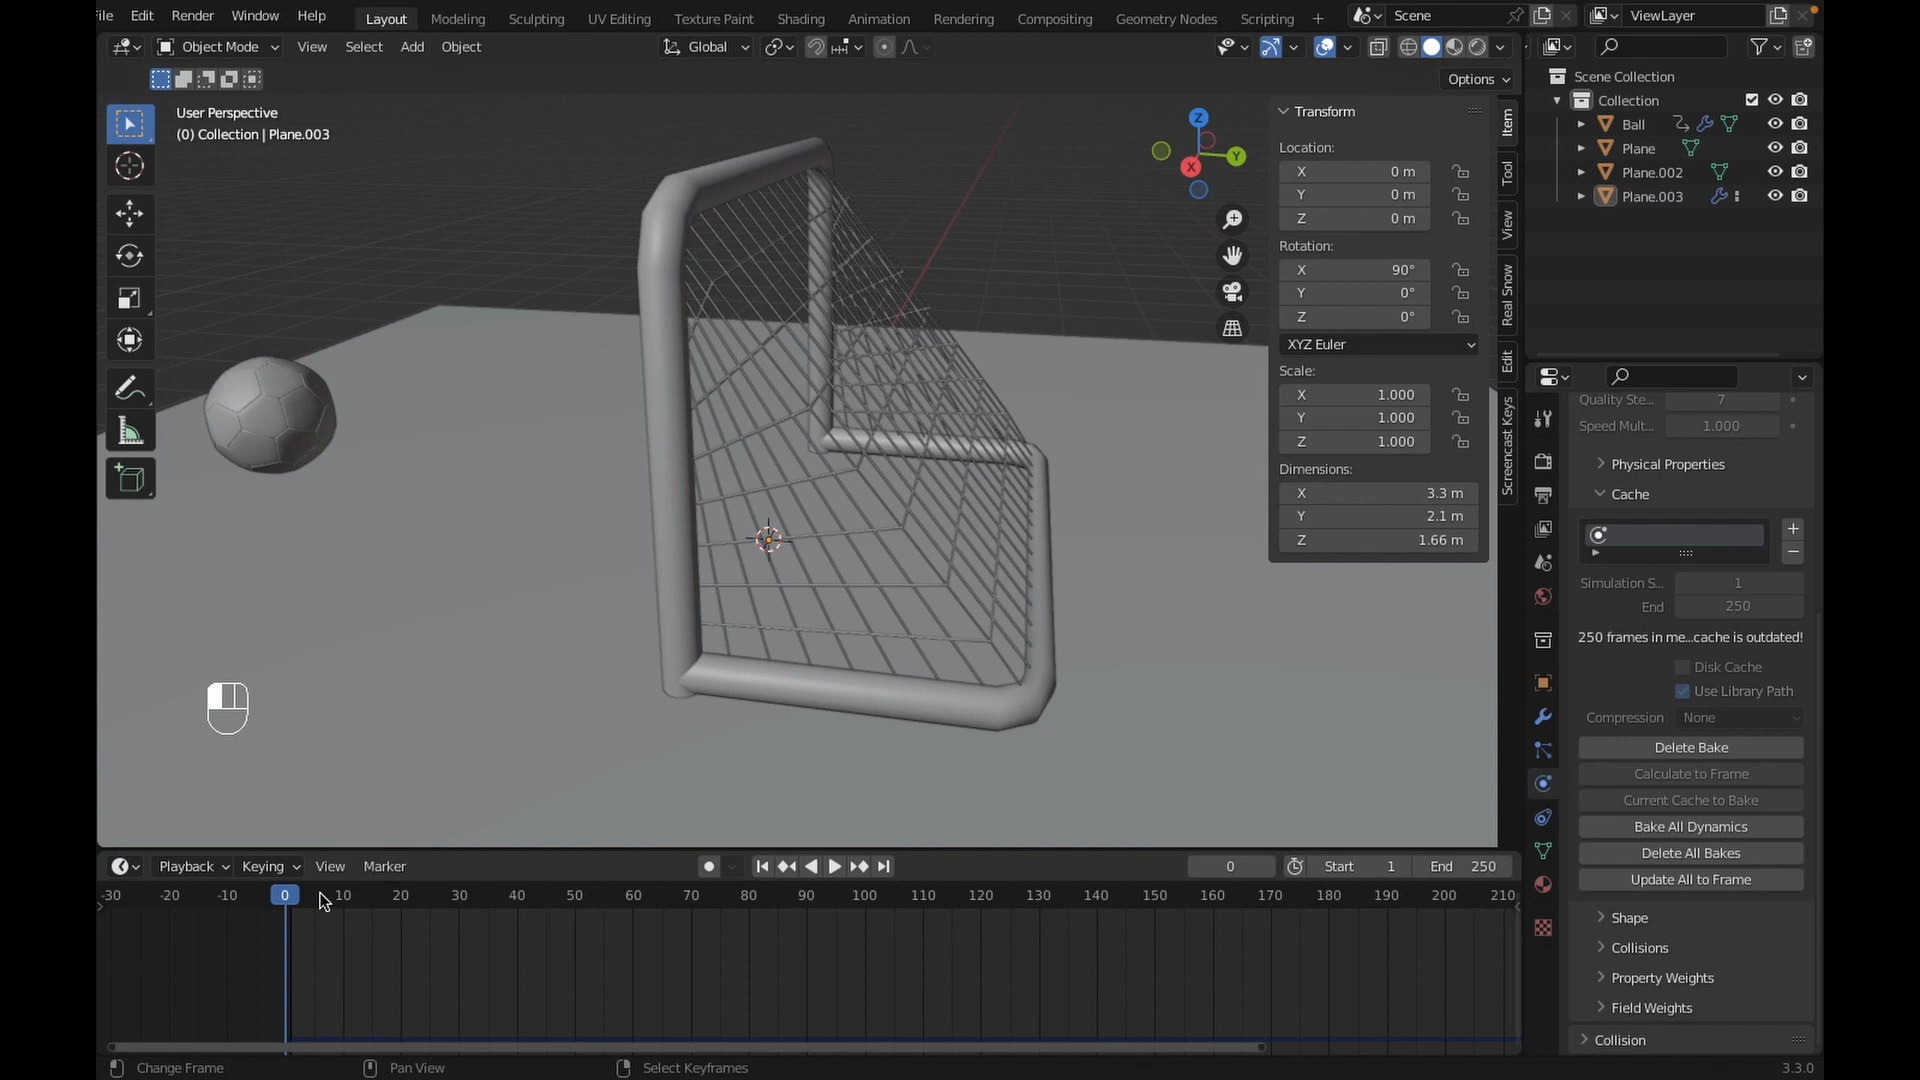 File Edit Render Window Help Layout Modeling Sculpting UV Editing Texture Paint Shading Animation Rendering Compositing Geometry Nodes Scripting + Scene ViewLayer
Object Mode View Select Add Object Global
Options
User Perspective
(0) Collection | Plane.003
Z
Y
X
Transform
Location:
X 0 m
Y 0 m
Z 0 m
Rotation:
X 90°
Y 0°
Z 0°
XYZ Euler
Scale:
X 1.000
Y 1.000
Z 1.000
Dimensions:
X 3.3 m
Y 2.1 m
Z 1.66 m
Item
Tool
View
Real Snow
Edit
Screencast Keys
Scene Collection
Collection
Ball
Plane
Plane.002
Plane.003
Quality Ste... 7
Speed Mult... 1.000
Physical Properties
Cache
Simulation S... 1
End 250
250 frames in me...cache is outdated!
Disk Cache
Use Library Path
Compression None
Delete Bake
Calculate to Frame
Current Cache to Bake
Bake All Dynamics
Delete All Bakes
Update All to Frame
Shape
Collisions
Property Weights
Field Weights
Collision
Playback Keying View Marker 0 Start 1 End 250
-30 -20 -10 0 10 20 30 40 50 60 70 80 90 100 110 120 130 140 150 160 170 180 190 200 210
Change Frame Pan View Select Keyframes 3.3.0